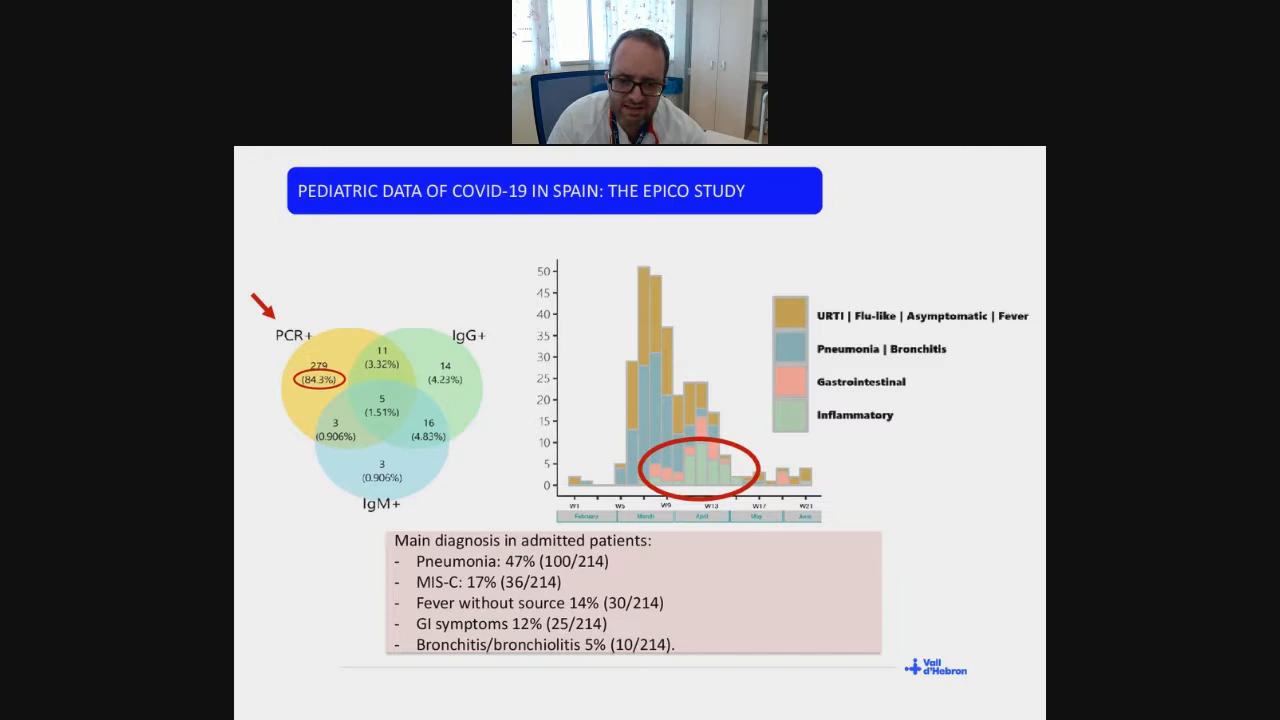 PEDIATRIC DATA OF COVID-19 IN SPAIN: THE EPICO STUDY
PCR+
IgG+
279
(84.3%)
11
(3.32%)
14
(4.23%)
5
(1.51%)
3
(0.906%)
16
(4.83%)
3
(0.906%)
IgM+
50
45
40
35
30
25
20
15
10
5
0
W1
W5
W9
W13
W17
W21
February
March
April
May
June
URTI | Flu-like | Asymptomatic | Fever
Pneumonia | Bronchitis
Gastrointestinal
Inflammatory
Main diagnosis in admitted patients:
- Pneumonia: 47% (100/214)
- MIS-C: 17% (36/214)
- Fever without source 14% (30/214)
- GI symptoms 12% (25/214)
- Bronchitis/bronchiolitis 5% (10/214).
Vall
d'Hebron